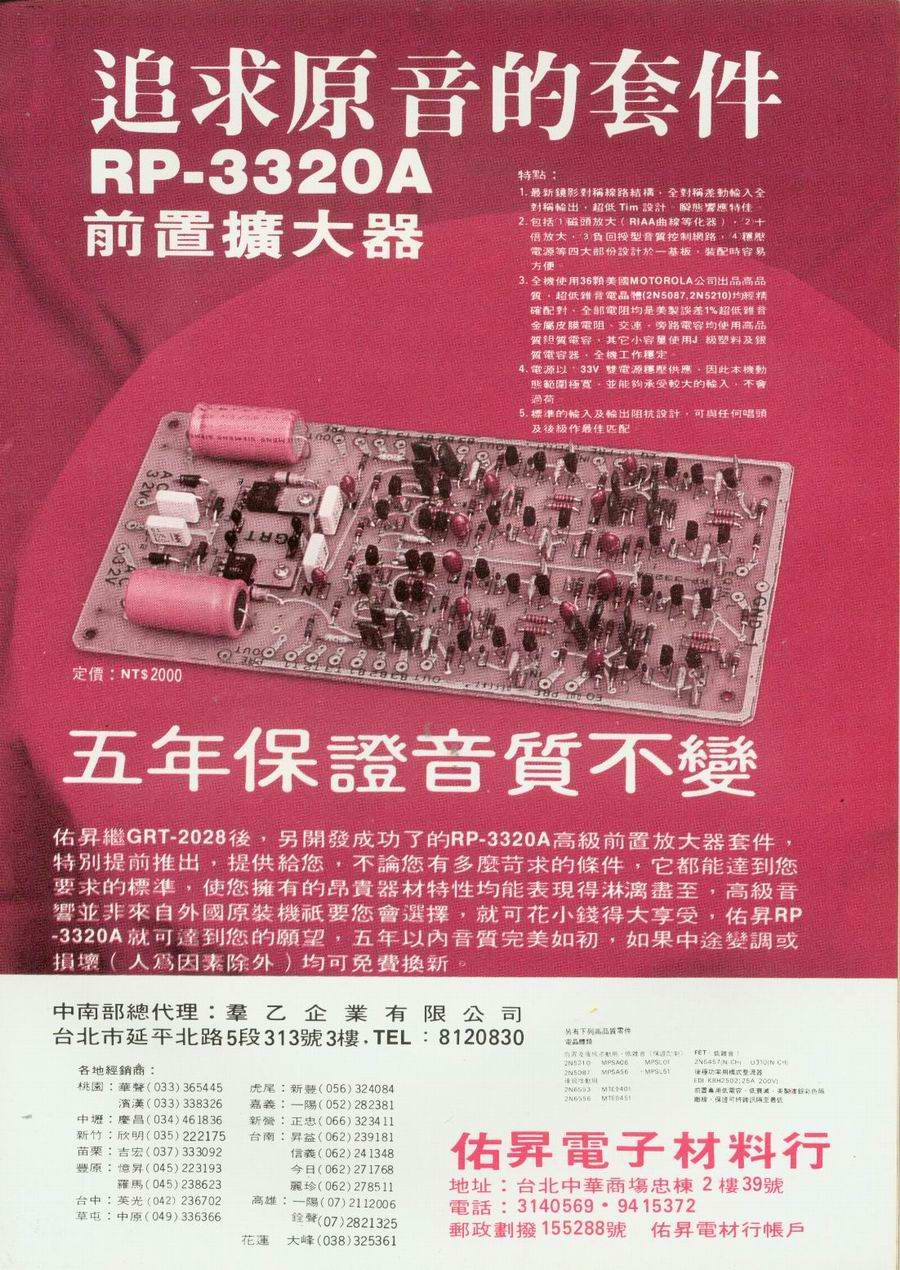 追求原音的套件
RP-3320A
前置擴大器
特點：
1. 最新鏡影對稱線路結構，全對稱差動輸入全
對稱輸出，超低Tim設計，瞬態響應特佳。
2. 包括⑴磁頭放大（RIAA曲線等化器），⑵十
倍放大，⑶負回授型音質控制網路，⑷穩壓
電源等四大部份設計於一基板，裝配時容易
方便。
3. 全機使用36顆美國MOTOROLA公司出品高品
質，超低雜音電晶體(2N5087,2N5210)均經精
確配對、全部電阻均是美製誤差1%超低雜音
金屬皮膜電阻、交連、旁路電容均使用高品
質鉭質電容，其它小容量使用J 級塑料及銀
質電容器，全機工作穩定。
4. 電源以 33V 雙電源穩壓供應，因此本機動
態範圍極寬，並能夠承受較大的輸入，不會
過荷。
5. 標準的輸入及輸出阻抗設計，可與任何唱頭
及後級作最佳匹配
GRT
定價：NT$2000
五年保證音質不變
佑昇繼GRT-2028後，另開發成功了的RP-3320A高級前置放大器套件，
特別提前推出，提供給您，不論您有多麼苛求的條件，它都能達到您
要求的標準，使您擁有的昂貴器材特性均能表現得淋漓盡至，高級音
響並非來自外國原裝機祇要您會選擇，就可花小錢得大享受，佑昇RP
-3320A就可達到您的願望，五年以內音質完美如初，如果中途變調或
損壞（人為因素除外）均可免費換新。
中南部總代理：羣乙企業有限公司
台北市延平北路5段313號3樓.TEL：8120830
各地經銷商：
桃園：華聲(033)365445
濱漢(033)338326
中壢：慶昌(034)461836
新竹：欣明(035)222175
苗栗：吉宏(037)333092
豐原：億昇(045)223193
羅馬(045)238623
台中：英光(042)236702
草屯：中原(049)336366
虎尾：新豐(056)324084
嘉義：一陽(052)282381
新營：正忠(066)323411
台南：昇益(062)239181
信義(062)241348
今日(062)271768
麗珍(062)278511
高雄：一陽(07)2112006
銓聲(07)2821325
花蓮 大峰(038)325361
另有下列高品質零件
電晶體類
2N5210 MPSA06 MPSL01
2N5087 MPSA56 MPSL51
2N6593 MTE9401
2N6556 MTE9451
佑昇電子材料行
地址：台北中華商塲忠棟2樓39號
電話：3140569・9415372
郵政劃撥155288號 佑昇電材行帳戶